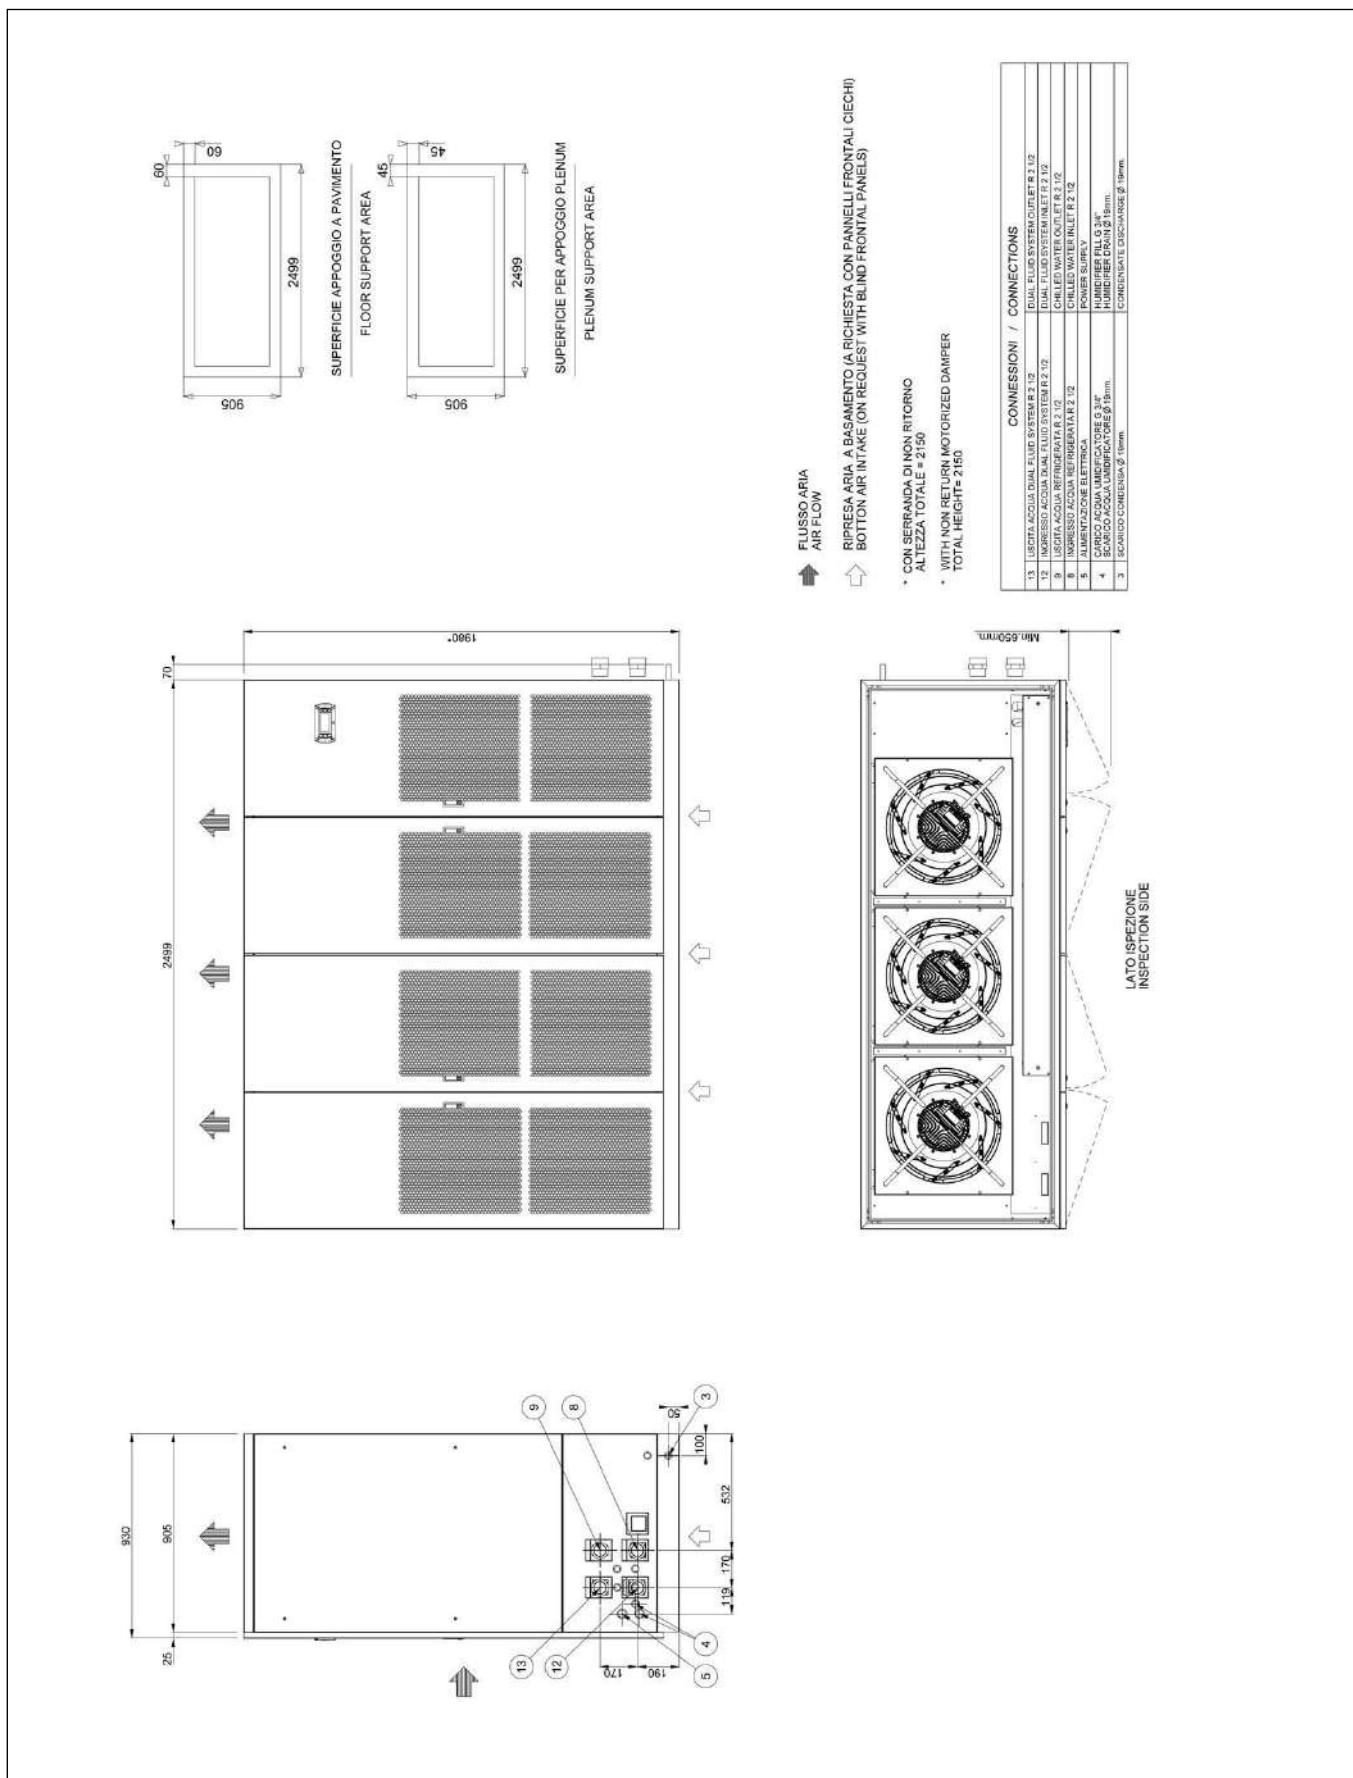 60
60
2499
905
SUPERFICIE APPOGGIO A PAVIMENTO
FLOOR SUPPORT AREA
45
45
2499
905
SUPERFICIE PER APPOGGIO PLENUM
PLENUM SUPPORT AREA
FLUSSO ARIA
AIR FLOW
RIPRESA ARIA A BASAMENTO (A RICHIESTA CON PANNELLI FRONTALI CIECHI)
BOTTON AIR INTAKE (ON REQUEST WITH BLIND FRONTAL PANELS)
* CON SERRANDA DI NON RITORNO
ALTEZZA TOTALE = 2150
* WITH NON RETURN MOTORIZED DAMPER
TOTAL HEIGHT= 2150
CONNESSIONI / CONNECTIONS
13 USCITA ACQUA DUAL FLUID SYSTEM R 2 1/2 DUAL FLUID SYSTEM OUTLET R 2 1/2
12 INGRESSO ACQUA DUAL FLUID SYSTEM R 2 1/2 DUAL FLUID SYSTEM INLET R 2 1/2
9 USCITA ACQUA REFRIGERATA R 2 1/2 CHILLED WATER OUTLET R 2 1/2
8 INGRESSO ACQUA REFRIGERATA R 2 1/2 CHILLED WATER INLET R 2 1/2
5 ALIMENTAZIONE ELETTRICA POWER SUPPLY
4 CARICO ACQUA UMIDIFICATORE G 3/4" HUMIDIFIER FILL G 3/4"
SCARICO ACQUA UMIDIFICATORE Ø 19mm. HUMIDIFIER DRAIN Ø 19mm.
3 SCARICO CONDENSA Ø 19mm. CONDENSATE DISCHARGE Ø 19mm.
70
2499
1980*
Min.650mm.
LATO ISPEZIONE
INSPECTION SIDE
930
905
25
9
8
3
50
100
532
170
119
13
12
170
190
4
5